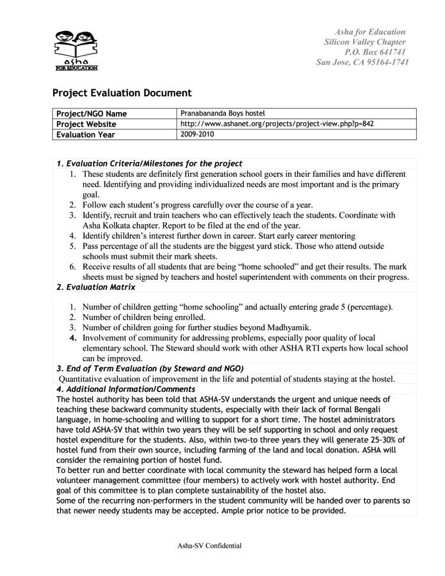 Asha for Education
Silicon Valley Chapter
P.O. Box 641741
San Jose, CA 95164-1741
asha
FOR EDUCATION
Project Evaluation Document
Project/NGO Name Pranabananda Boys hostel
Project Website http://www.ashanet.org/projects/project-view.php?p=842
Evaluation Year 2009-2010
1. Evaluation Criteria/Milestones for the project
1. These students are definitely first generation school goers in their families and have different
need. Identifying and providing individualized needs are most important and is the primary
goal.
2. Follow each student's progress carefully over the course of a year.
3. Identify, recruit and train teachers who can effectively teach the students. Coordinate with
Asha Kolkata chapter. Report to be filed at the end of the year.
4. Identify children's interest further down in career. Start early career mentoring
5. Pass percentage of all the students are the biggest yard stick. Those who attend outside
schools must submit their mark sheets.
6. Receive results of all students that are being "home schooled" and get their results. The mark
sheets must be signed by teachers and hostel superintendent with comments on their progress.
2. Evaluation Matrix
1. Number of children getting "home schooling" and actually entering grade 5 (percentage).
2. Number of children being enrolled.
3. Number of children going for further studies beyond Madhyamik.
4. Involvement of community for addressing problems, especially poor quality of local
elementary school. The Steward should work with other ASHA RTI experts how local school
can be improved.
3. End of Term Evaluation (by Steward and NGO)
Quantitative evaluation of improvement in the life and potential of students staying at the hostel.
4. Additional Information/Comments
The hostel authority has been told that ASHA-SV understands the urgent and unique needs of
teaching these backward community students, especially with their lack of formal Bengali
language, in home-schooling and willing to support for a short time. The hostel administrators
have told ASHA-SV that within two years they will be self supporting in school and only request
hostel expenditure for the students. Also, within two-to three years they will generate 25-30% of
hostel fund from their own source, including farming of the land and local donation. ASHA will
consider the remaining portion of hostel fund.
To better run and better coordinate with local community the steward has helped form a local
volunteer management committee (four members) to actively work with hostel authority. End
goal of this committee is to plan complete sustainability of the hostel also.
Some of the recurring non-performers in the student community will be handed over to parents so
that newer needy students may be accepted. Ample prior notice to be provided.
Asha-SV Confidential